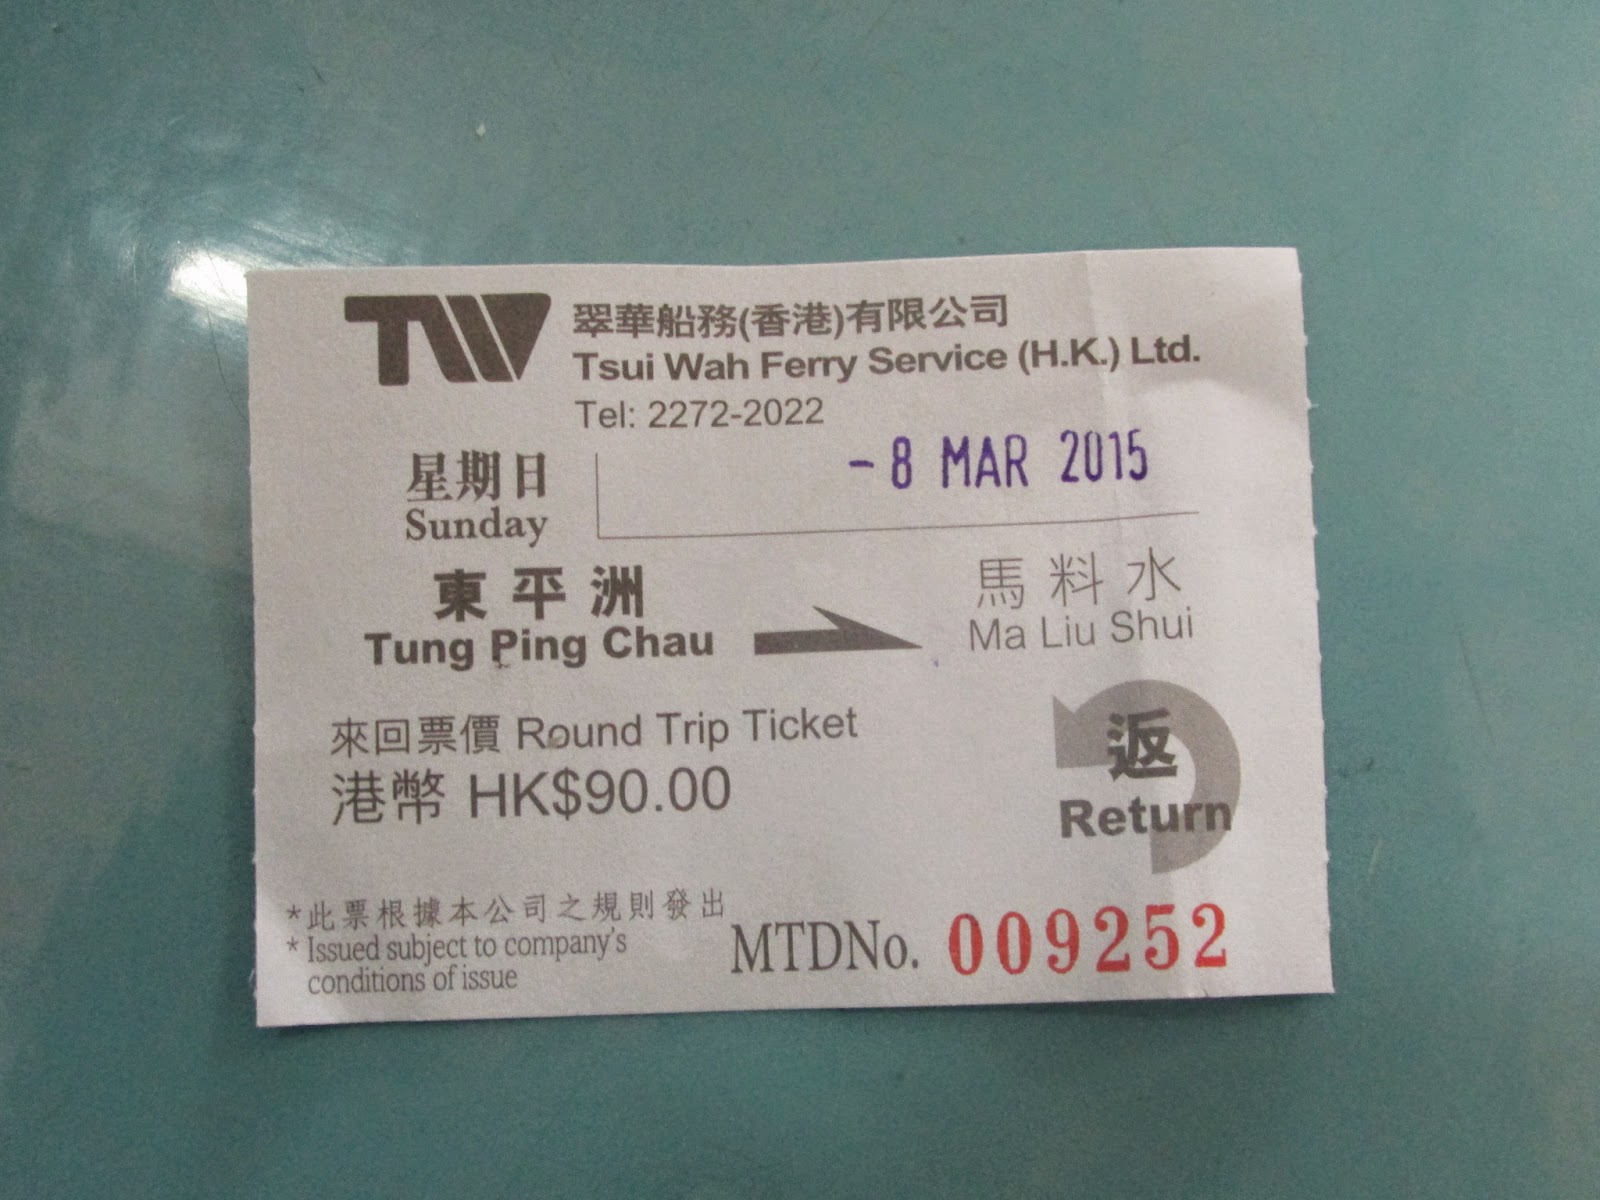 TW
翠華船務(香港)有限公司
Tsui Wah Ferry Service (H.K.) Ltd.
Tel: 2272-2022
-8 MAR 2015
星期日
Sunday
東平洲
Tung Ping Chau
馬料水
Ma Liu Shui
來回票價 Round Trip Ticket
港幣 HK$90.00
返
Return
*此票根據本公司之規則發出
* Issued subject to company's
conditions of issue
MTDNo. 009252